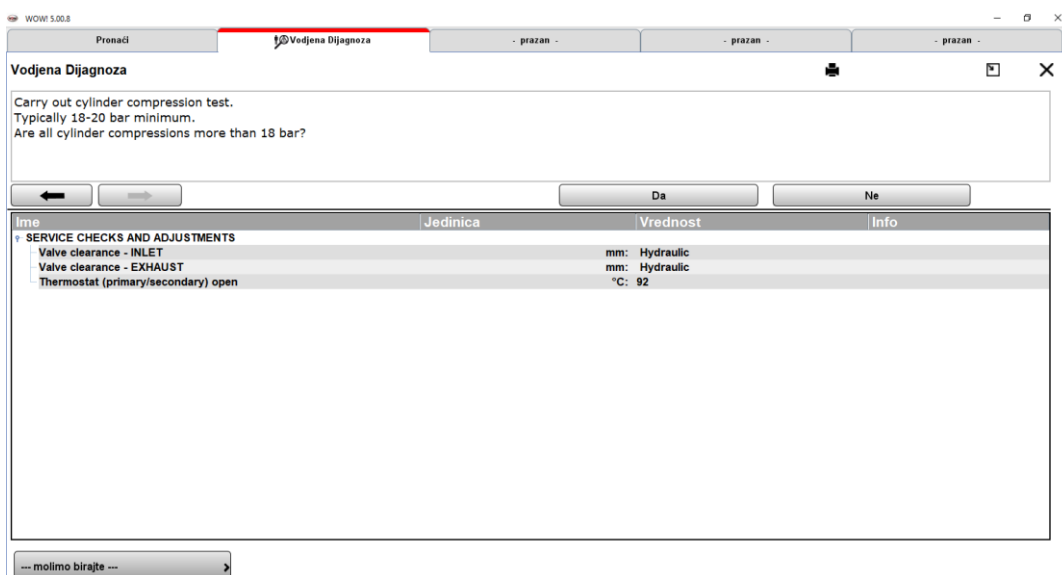 WOW! 5.00.8
Pronaći Vodjena Dijagnoza - prazan - - prazan - - prazan -
Vodjena Dijagnoza
Carry out cylinder compression test.
Typically 18-20 bar minimum.
Are all cylinder compressions more than 18 bar?
Da Ne
Ime Jedinica Vrednost Info
SERVICE CHECKS AND ADJUSTMENTS
Valve clearance - INLET mm: Hydraulic
Valve clearance - EXHAUST mm: Hydraulic
Thermostat (primary/secondary) open °C: 92
--- molimo birajte --- >